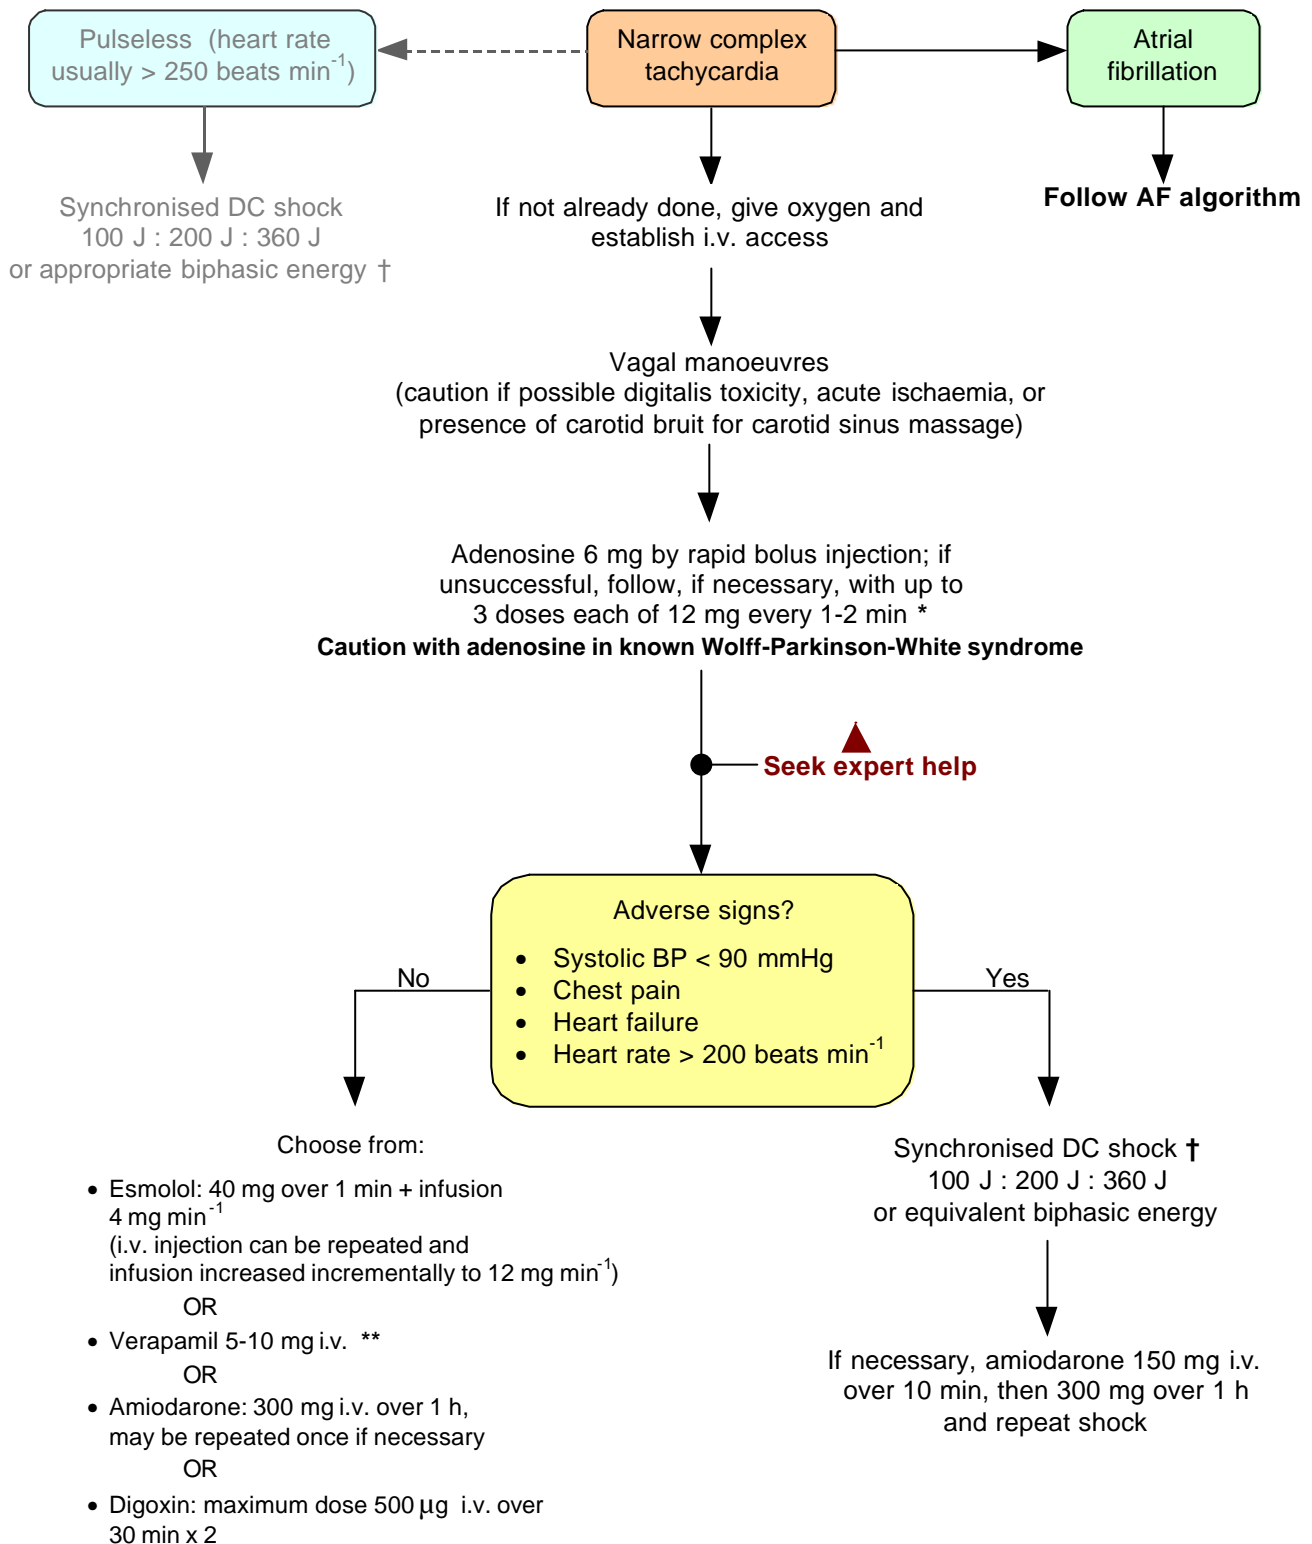 Pulseless (heart rate
usually > 250 beats min-1)
Narrow complex
tachycardia
Atrial
fibrillation
Synchronised DC shock
100 J : 200 J : 360 J
or appropriate biphasic energy †
If not already done, give oxygen and
establish i.v. access
Follow AF algorithm
Vagal manoeuvres
(caution if possible digitalis toxicity, acute ischaemia, or
presence of carotid bruit for carotid sinus massage)
Adenosine 6 mg by rapid bolus injection; if
unsuccessful, follow, if necessary, with up to
3 doses each of 12 mg every 1-2 min *
Caution with adenosine in known Wolff-Parkinson-White syndrome
Seek expert help
Adverse signs?
• Systolic BP < 90 mmHg
• Chest pain
• Heart failure
• Heart rate > 200 beats min-1
No
Yes
Choose from:
• Esmolol: 40 mg over 1 min + infusion
4 mg min-1
(i.v. injection can be repeated and
infusion increased incrementally to 12 mg min-1)
OR
• Verapamil 5-10 mg i.v. **
OR
• Amiodarone: 300 mg i.v. over 1 h,
may be repeated once if necessary
OR
• Digoxin: maximum dose 500 µg i.v. over
30 min x 2
Synchronised DC shock †
100 J : 200 J : 360 J
or equivalent biphasic energy
If necessary, amiodarone 150 mg i.v.
over 10 min, then 300 mg over 1 h
and repeat shock